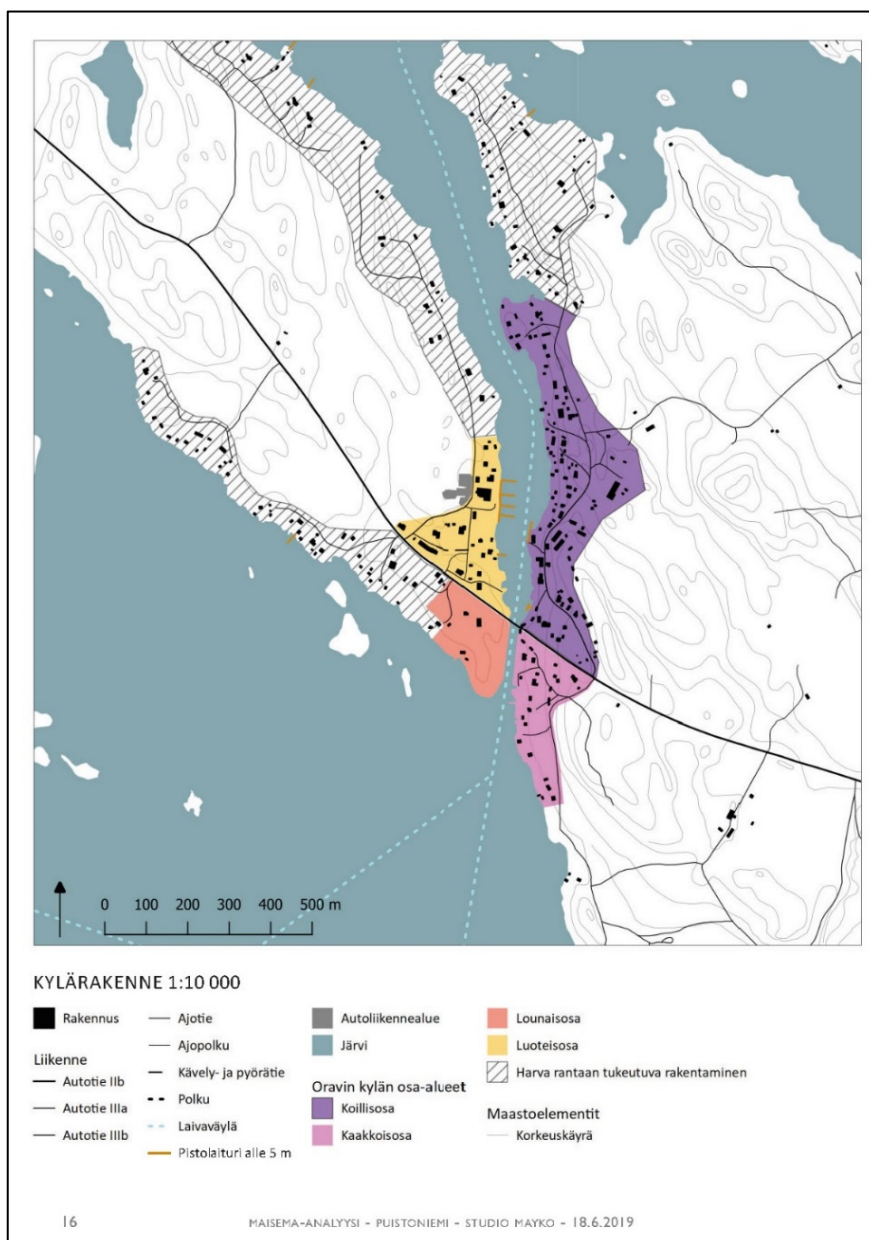 0 100 200 300 400 500 m
KYLÄRAKENNE 1:10 000
Rakennus
Liikenne
Autotie IIb
Autotie IIIa
Autotie IIIb
Ajotie
Ajopolku
Kävely- ja pyörätie
Polku
Laivaväylä
Pistolaituri alle 5 m
Autoliikennealue
Järvi
Oravin kylän osa-alueet
Koillisosa
Kaakkoisosa
Lounaisosa
Luoteisosa
Harva rantaan tukeutuva rakentaminen
Maastoelementit
Korkeuskäyrä
16 MAISEMA-ANALYYSI - PUISTONIEMI - STUDIO MAYKO - 18.6.2019